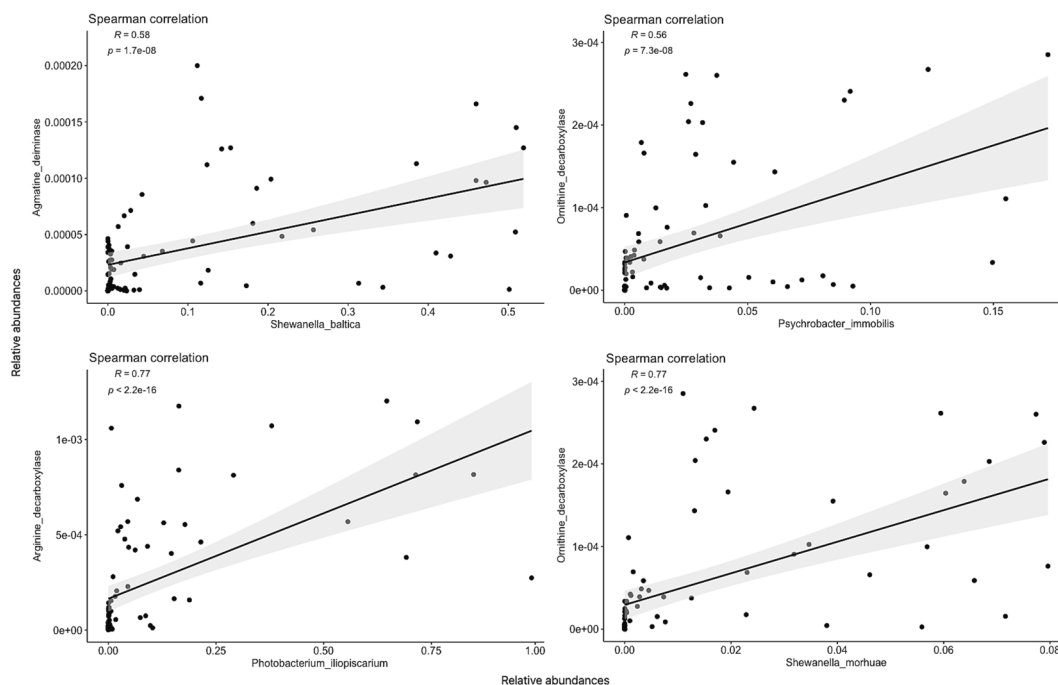 Spearman correlation
R = 0.58
p = 1.7e-08
0.00020
0.00015
0.00010
0.00005
0.00000
Agmatine_deiminase
0.0 0.1 0.2 0.3 0.4 0.5
Shewanella_baltica
Spearman correlation
R = 0.56
p = 7.3e-08
3e-04
2e-04
1e-04
0e+00
Ornithine_decarboxylase
0.00 0.05 0.10 0.15
Psychrobacter_immobilis
Relative abundances
Spearman correlation
R = 0.77
p < 2.2e-16
1e-03
5e-04
0e+00
Arginine_decarboxylase
0.00 0.25 0.50 0.75 1.00
Photobacterium_iliopiscarium
Spearman correlation
R = 0.77
p < 2.2e-16
3e-04
2e-04
1e-04
0e+00
Ornithine_decarboxylase
0.00 0.02 0.04 0.06 0.08
Shewanella_morhuae
Relative abundances